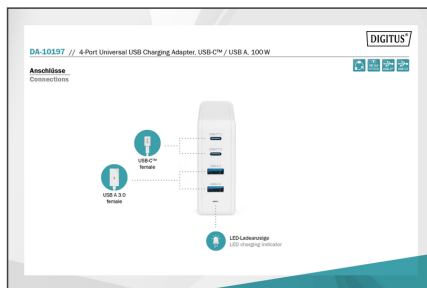 DIGITUS®
DA-10197 // 4-Port Universal USB Charging Adapter, USB-C™ / USB A, 100 W
Anschlüsse
Connections
USB-C™
female
USB A 3.0
female
LED-Ladeanzeige
LED charging indicator